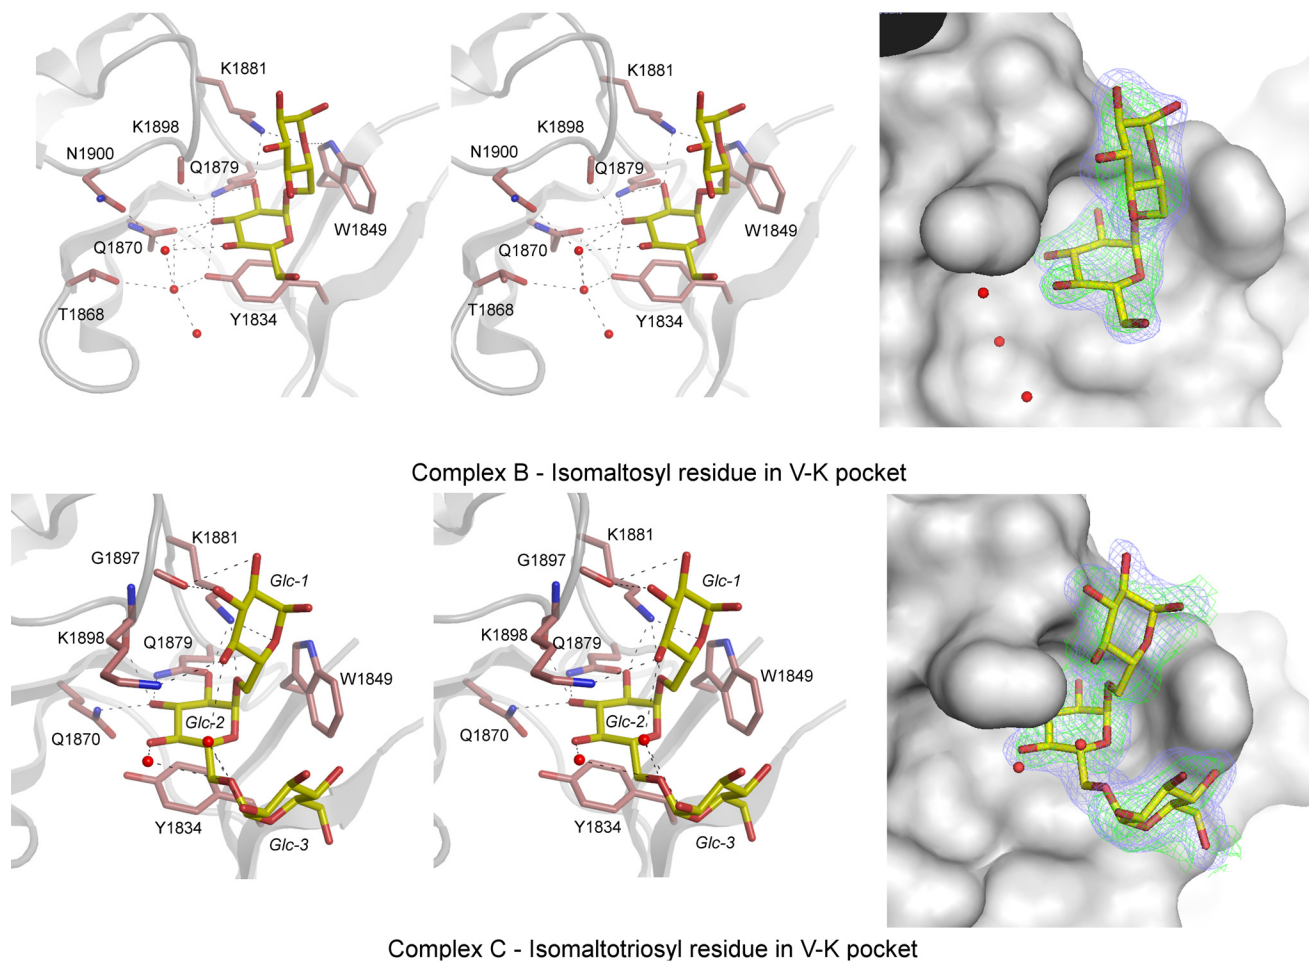 K1881
K1898
N1900
Q1879
W1849
Q1870
T1868
Y1834
K1881
K1898
N1900
Q1879
W1849
Q1870
T1868
Y1834
Complex B - Isomaltosyl residue in V-K pocket
K1881
G1897
Glc-1
K1898
Q1879
W1849
Glc-2
Q1870
Y1834
Glc-3
K1881
G1897
Glc-1
K1898
Q1879
W1849
Glc-2
Q1870
Y1834
Glc-3
Complex C - Isomaltotriosyl residue in V-K pocket